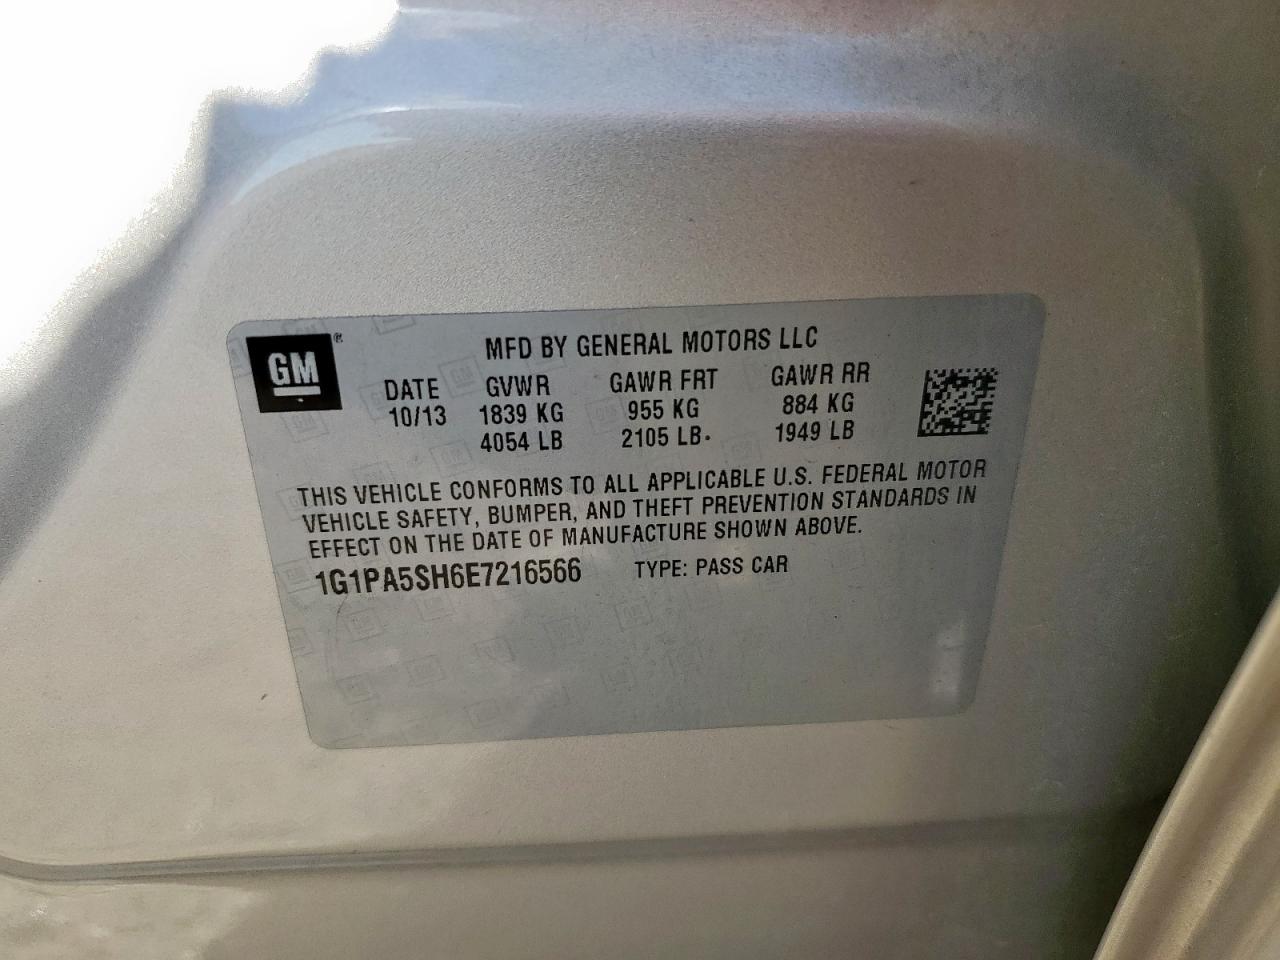 GM®
MFD BY GENERAL MOTORS LLC
DATE GVWR GAWR FRT GAWR RR
10/13 1839 KG 955 KG 884 KG
4054 LB 2105 LB. 1949 LB
THIS VEHICLE CONFORMS TO ALL APPLICABLE U.S. FEDERAL MOTOR
VEHICLE SAFETY, BUMPER, AND THEFT PREVENTION STANDARDS IN
EFFECT ON THE DATE OF MANUFACTURE SHOWN ABOVE.
1G1PA5SH6E7216566 TYPE: PASS CAR